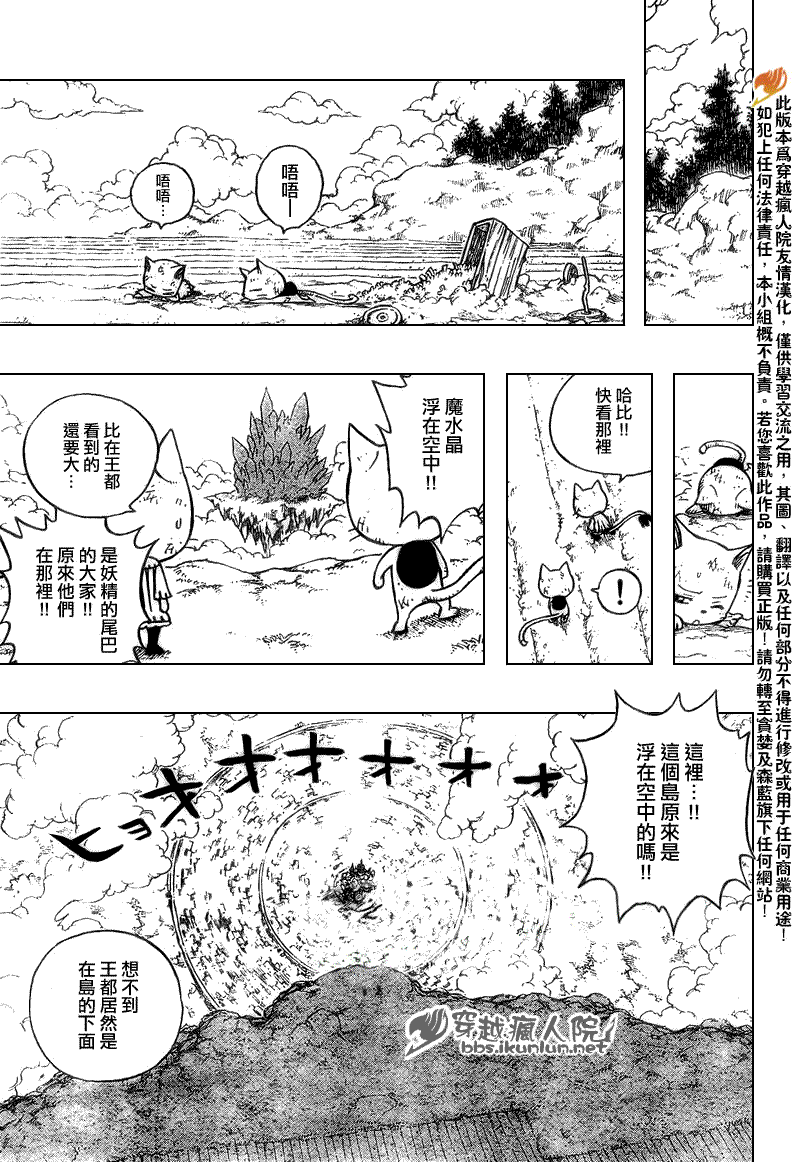 唔唔—
唔唔…
哈比!!
快看那裡
！
魔水晶
浮在空中!!
比在王都
看到的
還要大…
是妖精的尾巴
的大家!!
原來他們
在那裡!!
這裡…!!
這個島原來是
浮在空中的嗎!!
ヒョオオオオオオ
想不到
王都居然是
在島的下面
穿越瘋人院
bbs.ikunlun.net
此版本爲穿越瘋人院友情漢化，僅供學習交流之用，其圖、翻譯以及任何部分不得進行修改或用于任何商業用途！
如犯上任何法律責任，本小組概不負責。若您喜歡此作品，請購買正版！請勿轉至貪婪及森藍旗下任何網站！